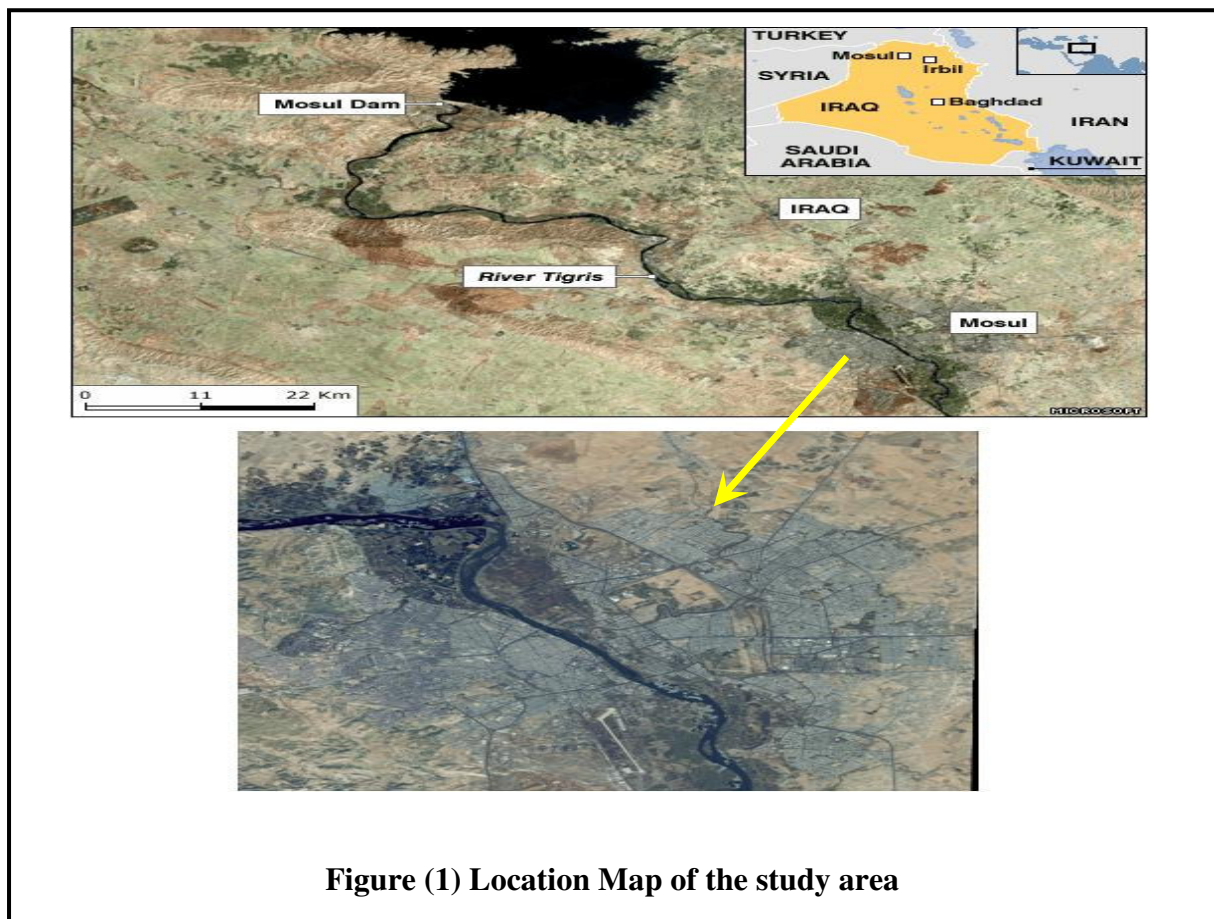 TURKEY
Mosul
Irbil
SYRIA
Mosul Dam
Baghdad
IRAQ
IRAN
SAUDI
ARABIA
KUWAIT
IRAQ
River Tigris
Mosul
0 11 22 Km
MICROSOFT
Figure (1) Location Map of the study area